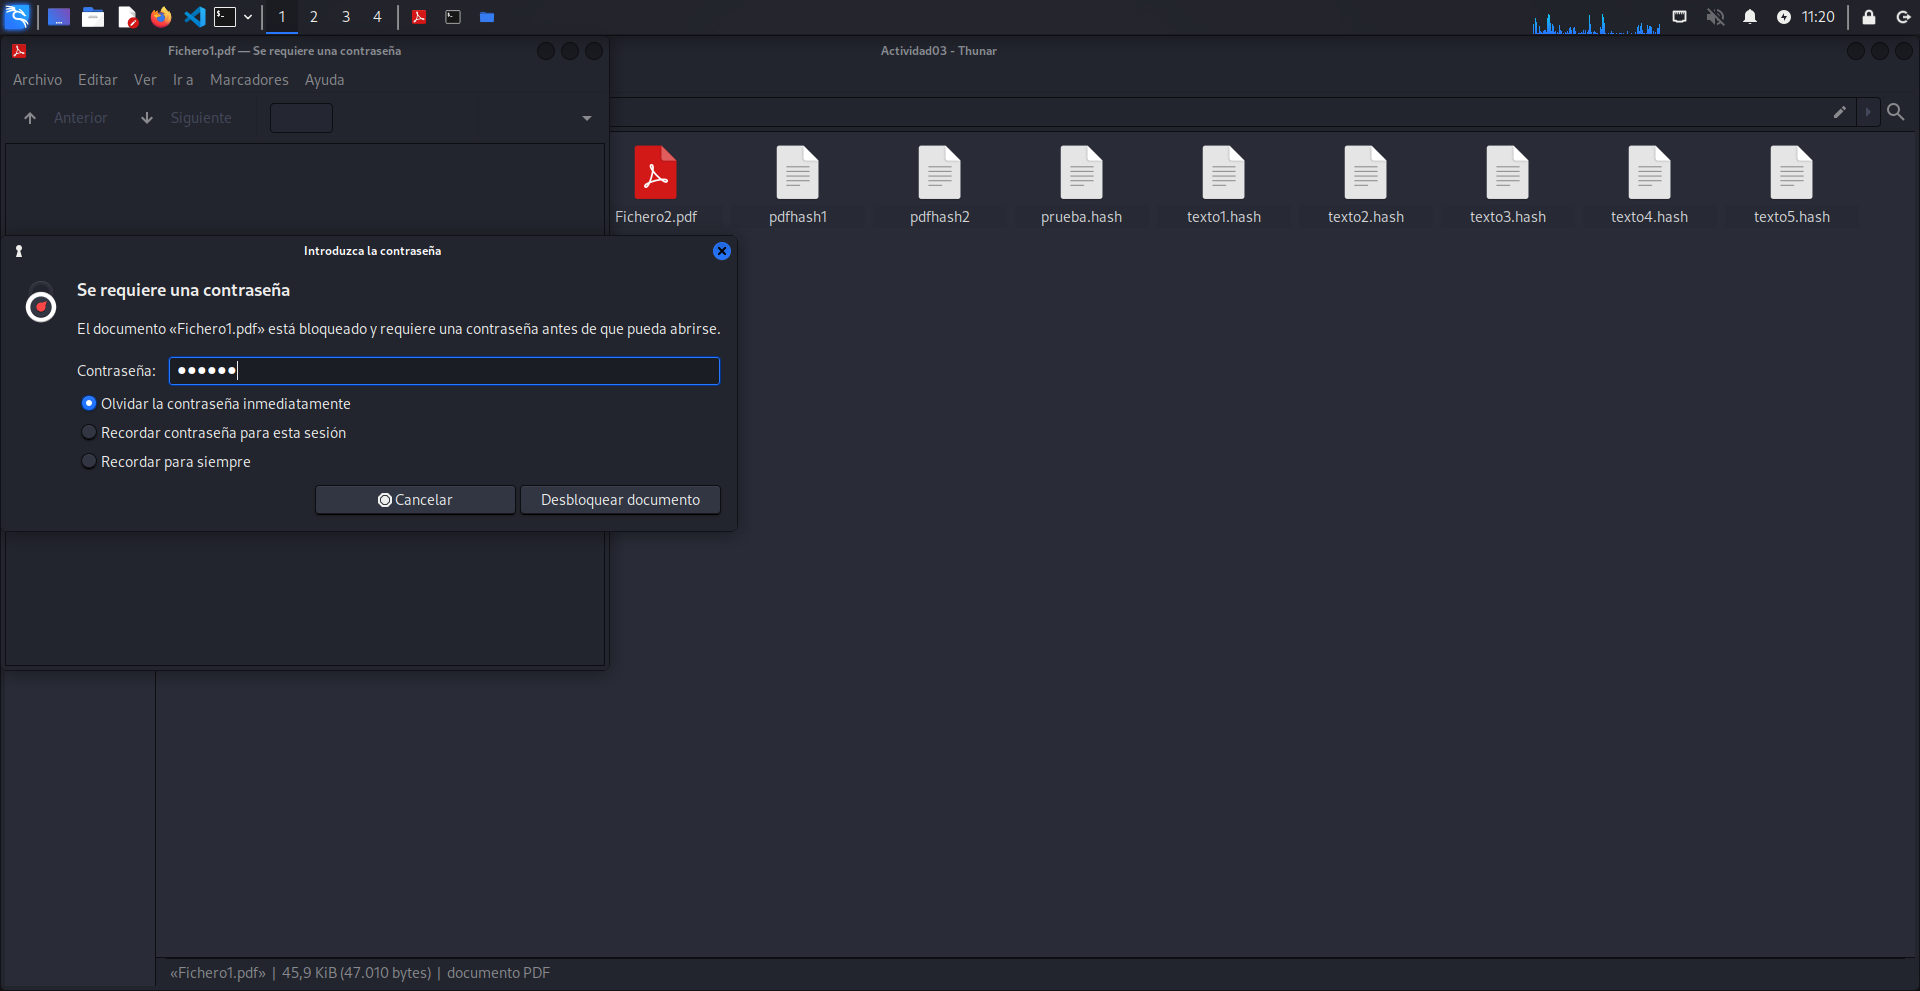 1 2 3 4
11:20
Fichero1.pdf — Se requiere una contraseña
Actividad03 - Thunar
Archivo Editar Ver Ir a Marcadores Ayuda
Anterior Siguiente
Fichero2.pdf pdfhash1 pdfhash2 prueba.hash texto1.hash texto2.hash texto3.hash texto4.hash texto5.hash
Introduzca la contraseña
Se requiere una contraseña
El documento «Fichero1.pdf» está bloqueado y requiere una contraseña antes de que pueda abrirse.
Contraseña: ●●●●●●
Olvidar la contraseña inmediatamente
Recordar contraseña para esta sesión
Recordar para siempre
Cancelar Desbloquear documento
«Fichero1.pdf» | 45,9 KiB (47.010 bytes) | documento PDF